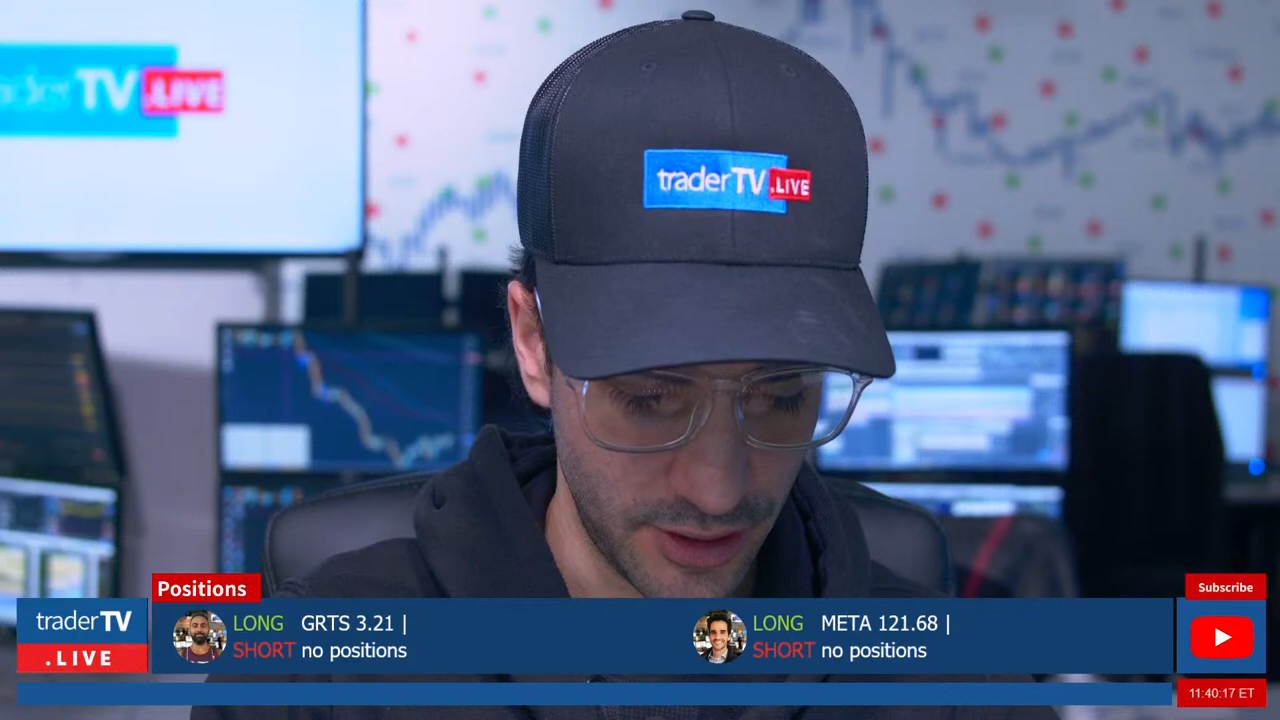 TV.LIVE
traderTV.LIVE
Positions
Subscribe
traderTV
.LIVE
LONG GRTS 3.21 |
SHORT no positions
LONG META 121.68 |
SHORT no positions
11:40:17 ET